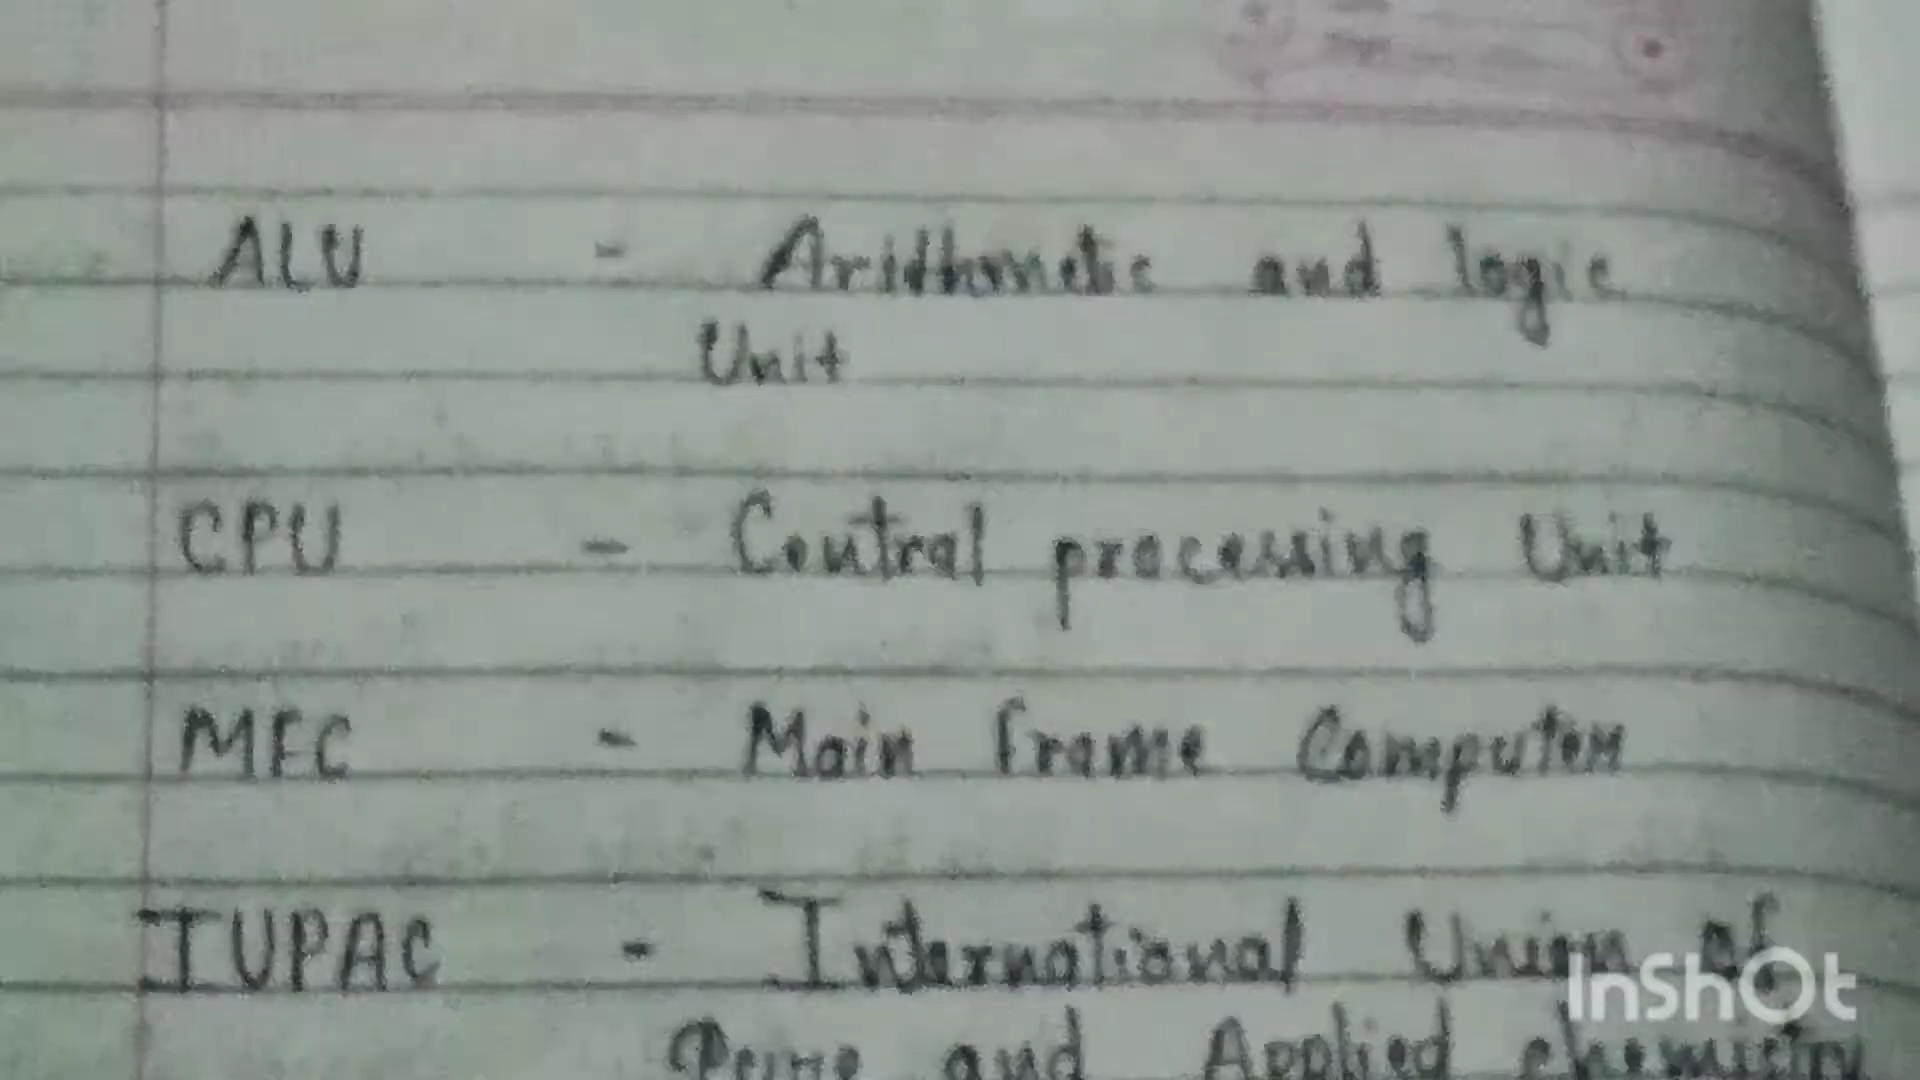 ALU - Arithmetic and logic
Unit
CPU - Central processing Unit
MFC - Main frame Computer
IUPAC - International Union of
Pure and Applied chemistry
InShOt